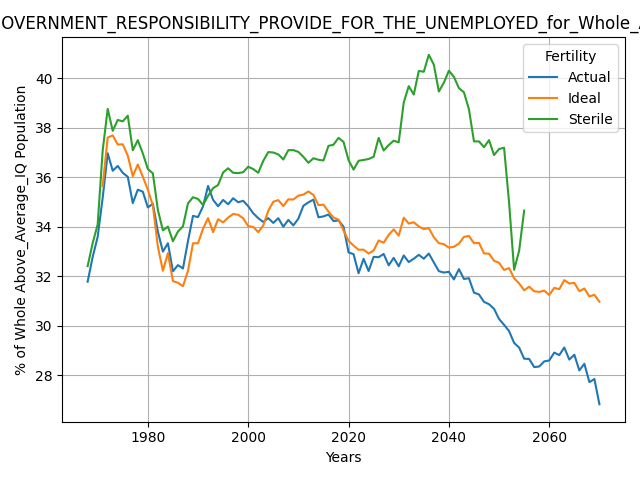 OVERNMENT_RESPONSIBILITY_PROVIDE_FOR_THE_UNEMPLOYED_for_Whole_
% of Whole Above_Average_IQ Population
40
38
36
34
32
30
28
Fertility
Actual
Ideal
Sterile
1980 2000 2020 2040 2060
Years